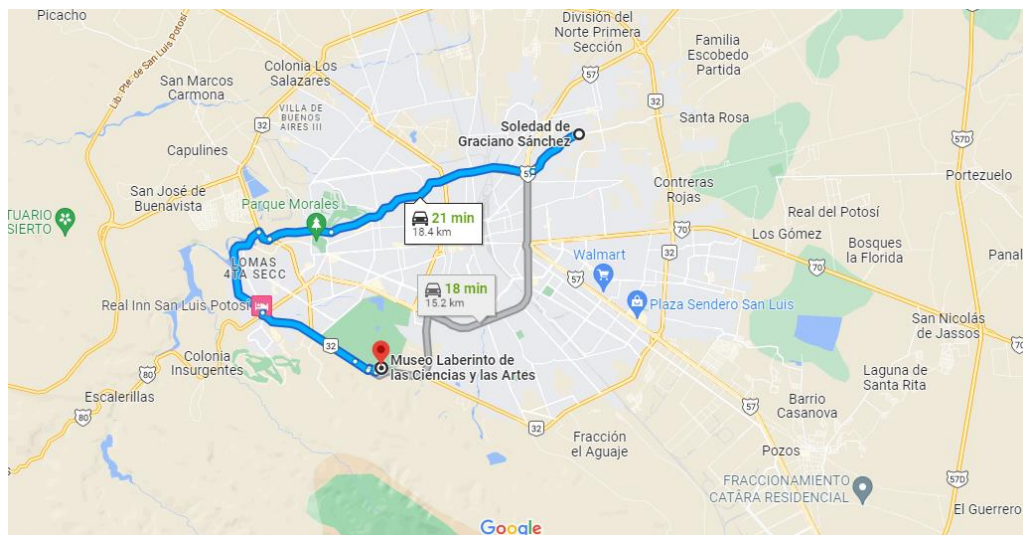 Picacho
División del
Norte Primera
Sección
Familia
Escobedo
Partida
Lib. Pte. de San Luis Potosí
Colonia Los
Salazares
San Marcos
Carmona
57
32
VILLA DE
BUENOS
AIRES III
32
Soledad de
Graciano Sánchez
Santa Rosa
Capulines
57D
57
Portezuelo
San José de
Buenavista
Contreras
Rojas
Parque Morales
TUARIO
SIERTO
21 min
18.4 km
Real del Potosí
Los Gómez
Bosques
la Florida
Panal
70
LOMAS
4TA SECC
Walmart
57
18 min
15.2 km
Real Inn San Luis Potosí
Plaza Sendero San Luis
San Nicolás
de Jassos
32
70
Museo Laberinto de
las Ciencias y las Artes
Colonia
Insurgentes
80
Laguna de
Santa Rita
Escalerillas
80
57
Barrio
Casanova
32
Fracción
el Aguaje
Pozos
FRACCIONAMIENTO
CATÀRA RESIDENCIAL
57D
El Guerrero
Google